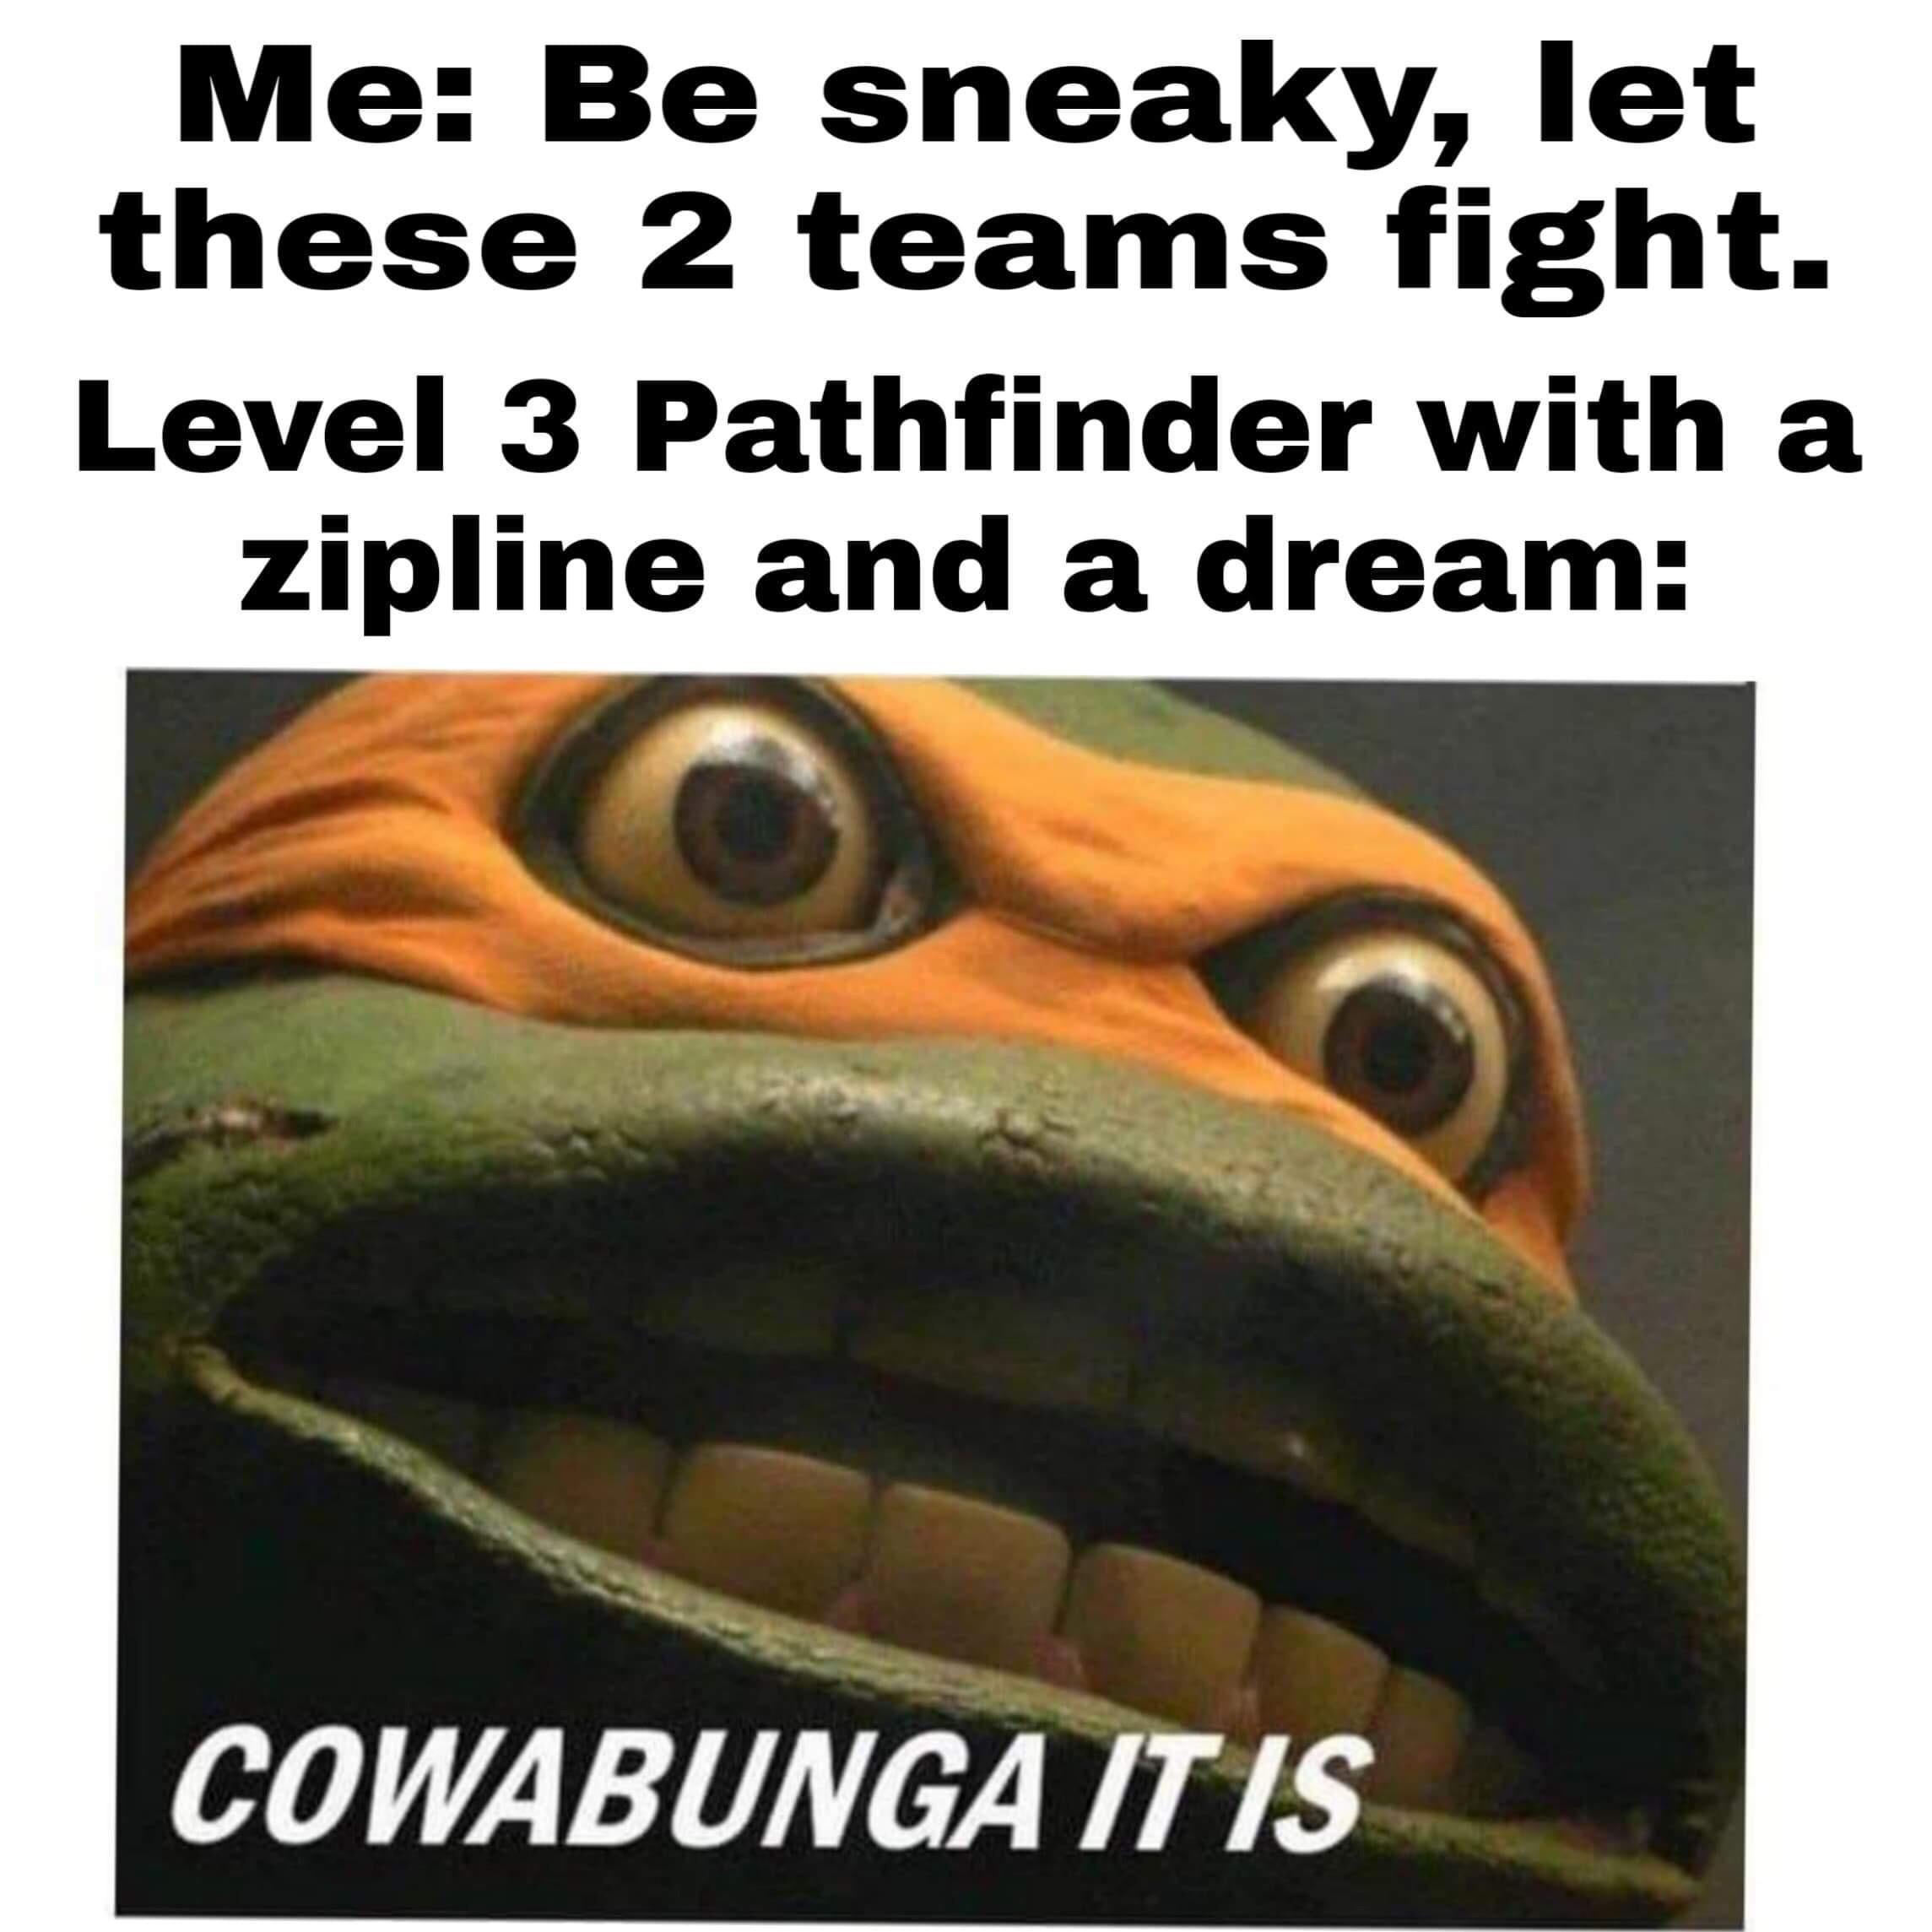 Me: Be sneaky, let
these 2 teams fight.
Level 3 Pathfinder with a
zipline and a dream:
COWABUNGA IT IS